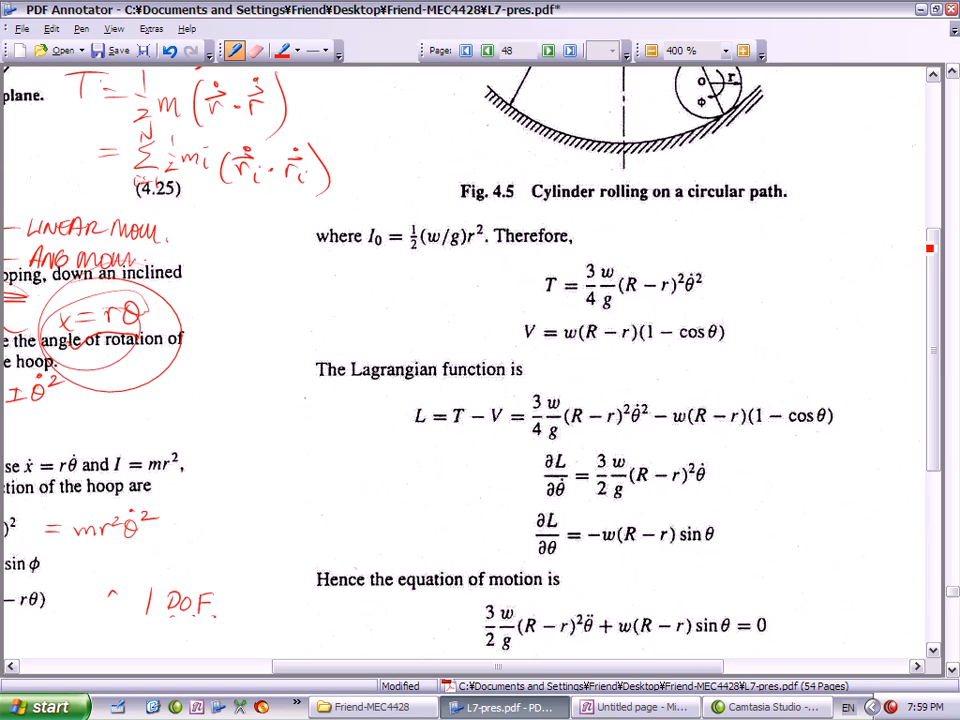 PDF Annotator - C:¥Documents and Settings¥Friend¥Desktop¥Friend-MEC4428¥L7-pres.pdf*
File Edit Pen View Extras Help
Open Save Page: 48 400 %
plane.
T = 1/2 m (ṙ · ṙ)
= Σ 1/2 mi (ṙi · ṙi)
(4.25)
- LINEAR MOM.
- ANG MOM.
oping, down an inclined
x = rθ
e the angle of rotation of
e hoop.
I θ̇²
se ẋ = rθ̇ and I = mr²,
ction of the hoop are
)² = mr²θ̇²
sin ϕ
– rθ) ^ 1 DOF
O r
ϕ
Fig. 4.5 Cylinder rolling on a circular path.
where I₀ = ½(w/g)r². Therefore,
T = 3/4 w/g (R − r)²θ̇²
V = w(R − r)(1 − cos θ)
The Lagrangian function is
L = T − V = 3/4 w/g (R − r)²θ̇² − w(R − r)(1 − cos θ)
∂L/∂θ̇ = 3/2 w/g (R − r)²θ̇
∂L/∂θ = −w(R − r) sin θ
Hence the equation of motion is
3/2 w/g (R − r)²θ̈ + w(R − r) sin θ = 0
Modified C:¥Documents and Settings¥Friend¥Desktop¥Friend-MEC4428¥L7-pres.pdf (54 Pages)
start » Friend-MEC4428 L7-pres.pdf - PD... Untitled page - Mi... Camtasia Studio - ... EN 7:59 PM